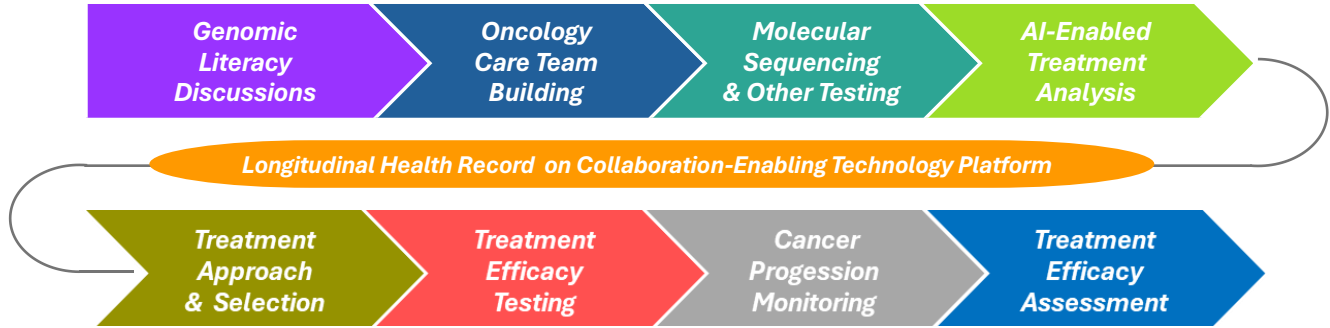 Genomic
Literacy
Discussions
Oncology
Care Team
Building
Molecular
Sequencing
& Other Testing
AI-Enabled
Treatment
Analysis
Longitudinal Health Record on Collaboration-Enabling Technology Platform
Treatment
Approach
& Selection
Treatment
Efficacy
Testing
Cancer
Progession
Monitoring
Treatment
Efficacy
Assessment